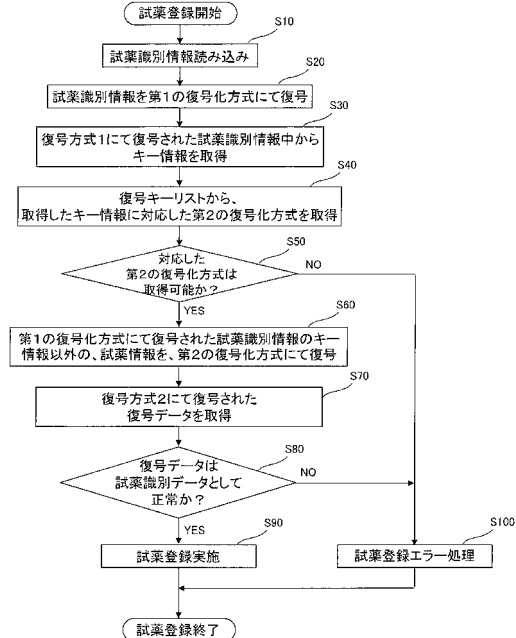 試薬登録開始
S10
試薬識別情報読み込み
S20
試薬識別情報を第1の復号化方式にて復号
S30
復号方式1にて復号された試薬識別情報中から
キー情報を取得
S40
復号キーリストから、
取得したキー情報に対応した第2の復号化方式を取得
S50
対応した
第2の復号化方式は
取得可能か?
NO
YES
S60
第1の復号化方式にて復号された試薬識別情報のキー
情報以外の、試薬情報を、第2の復号化方式にて復号
S70
復号方式2にて復号された
復号データを取得
S80
復号データは
試薬識別データとして
正常か?
NO
YES
S90
試薬登録実施
S100
試薬登録エラー処理
試薬登録終了